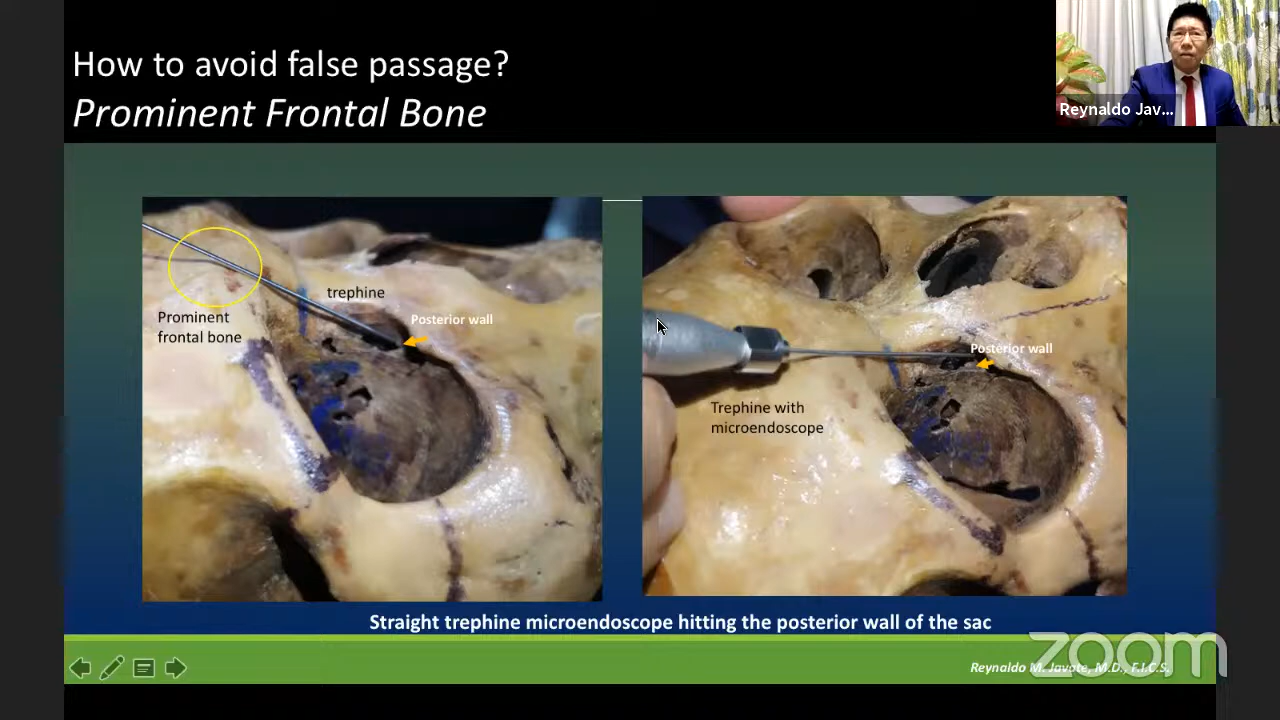 How to avoid false passage?
Prominent Frontal Bone
Reynaldo Jav...
trephine
Posterior wall
Prominent
frontal bone
Posterior wall
Trephine with
microendoscope
Straight trephine microendoscope hitting the posterior wall of the sac
Reynaldo M. Javate, M.D., F.I.C.S.
zoom